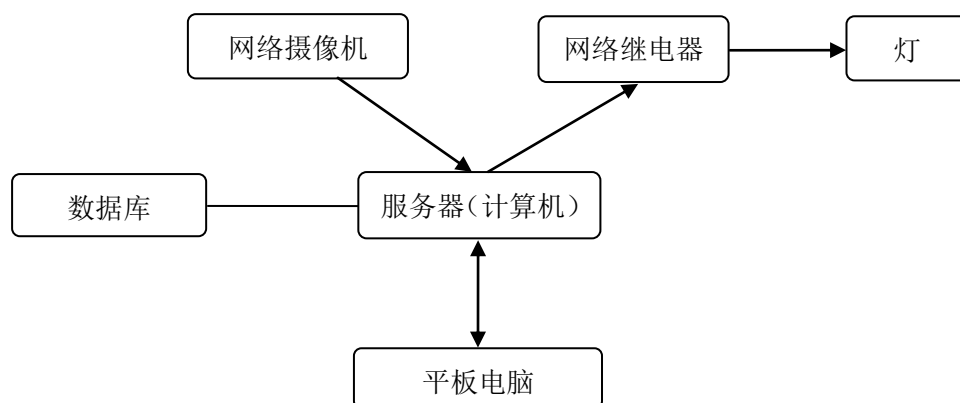 网络摄像机
网络继电器
灯
数据库
服务器（计算机）
平板电脑